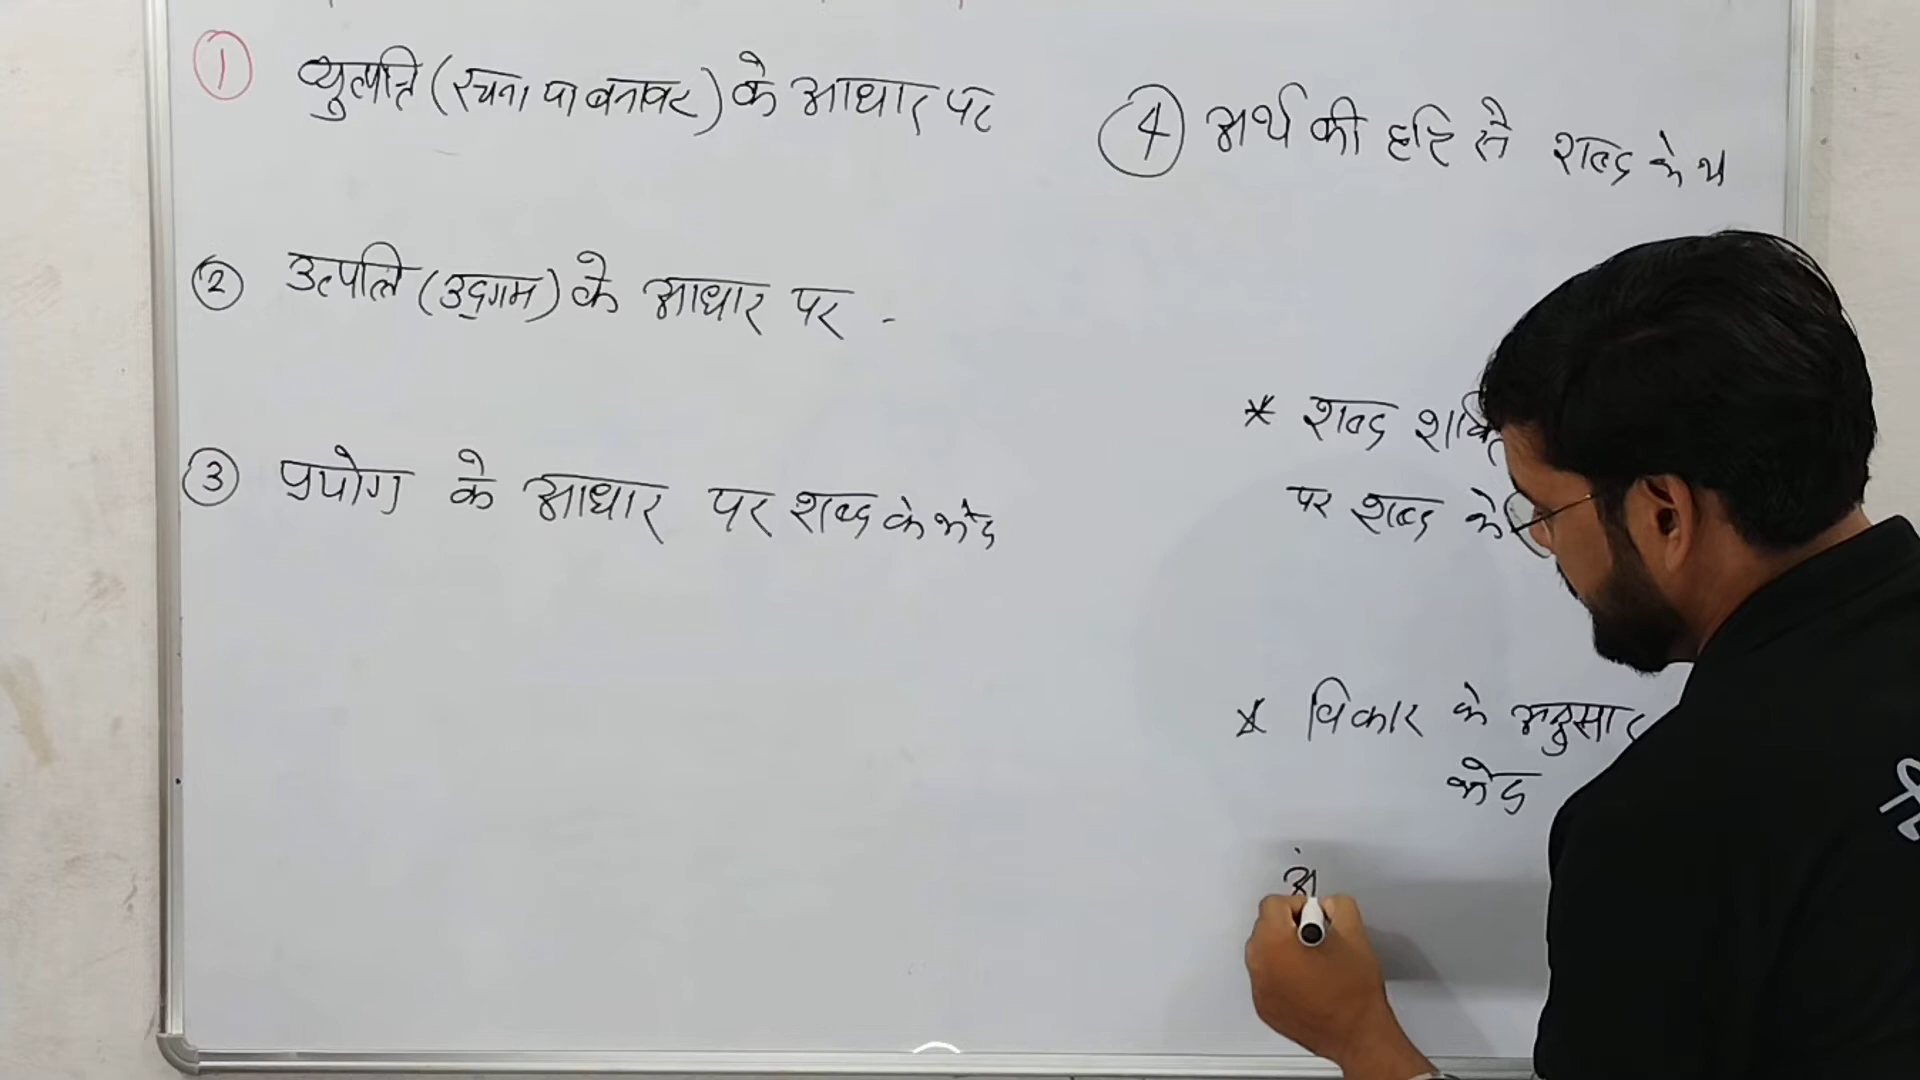 ① व्युत्पत्ति (रचना या बनावट) के आधार पर
② उत्पत्ति (उद्गम) के आधार पर -
③ प्रयोग के आधार पर शब्द के भेद
④ अर्थ की दृष्टि से शब्द के भ
* शब्द शक्ति
पर शब्द के
* विकार के अनुसार
भेद